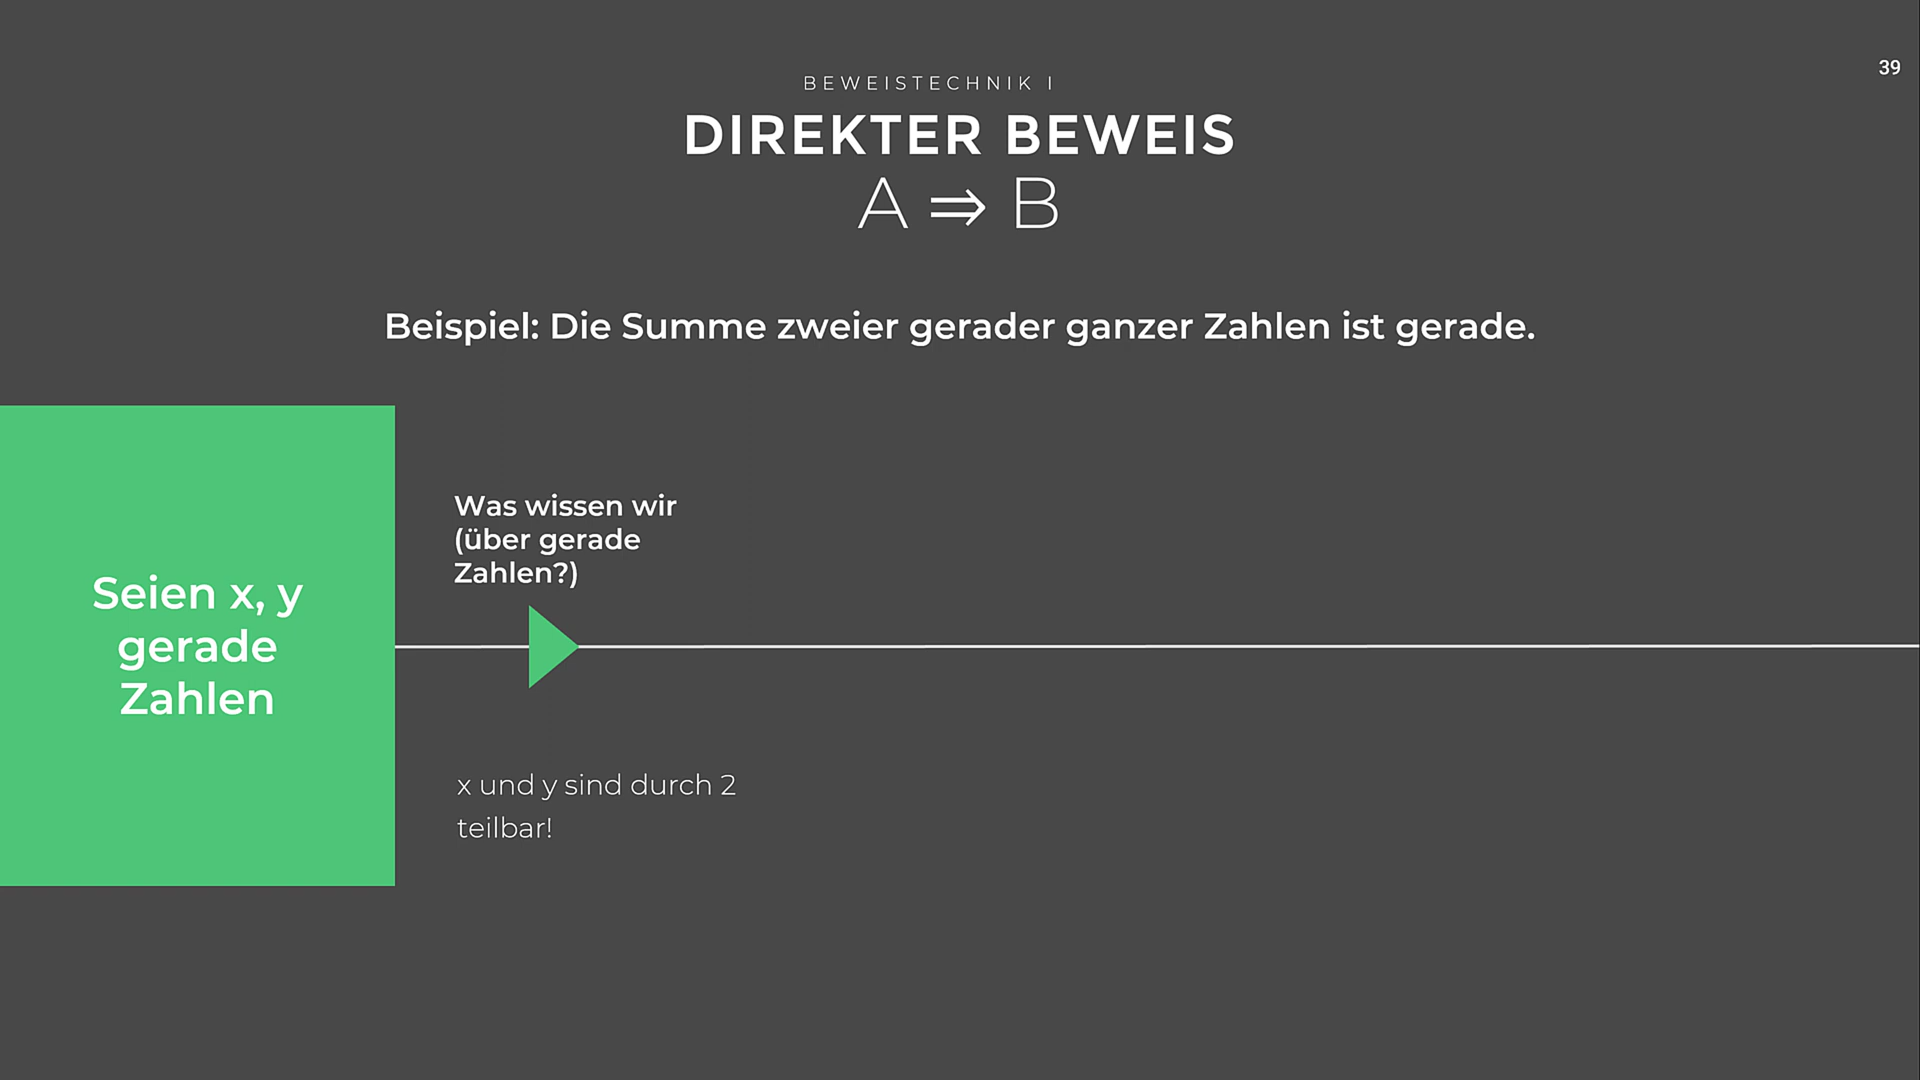 39
BEWEISTECHNIK I
DIREKTER BEWEIS
A ⇒ B
Beispiel: Die Summe zweier gerader ganzer Zahlen ist gerade.
Seien x, y
gerade
Zahlen
Was wissen wir
(über gerade
Zahlen?)
x und y sind durch 2
teilbar!